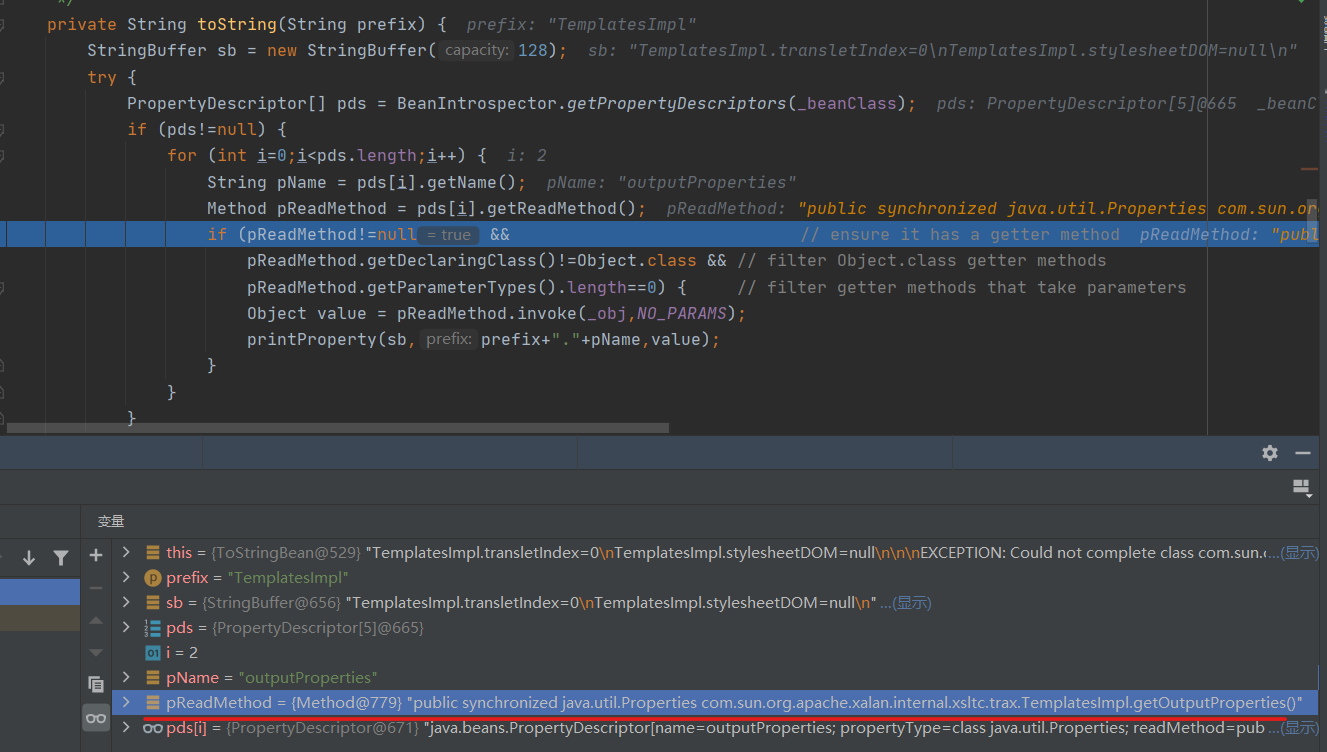 */
private String toString(String prefix) {  prefix: "TemplatesImpl"
StringBuffer sb = new StringBuffer( capacity: 128);  sb: "TemplatesImpl.transletIndex=0\nTemplatesImpl.stylesheetDOM=null\n"
try {
PropertyDescriptor[] pds = BeanIntrospector.getPropertyDescriptors(_beanClass);  pds: PropertyDescriptor[5]@665  _beanC
if (pds!=null) {
for (int i=0;i<pds.length;i++) {  i: 2
String pName = pds[i].getName();  pName: "outputProperties"
Method pReadMethod = pds[i].getReadMethod();  pReadMethod: "public synchronized java.util.Properties com.sun.or
if (pReadMethod!=null = true &&  // ensure it has a getter method  pReadMethod: "publ
pReadMethod.getDeclaringClass()!=Object.class && // filter Object.class getter methods
pReadMethod.getParameterTypes().length==0) {  // filter getter methods that take parameters
Object value = pReadMethod.invoke(_obj,NO_PARAMS);
printProperty(sb, prefix: prefix+"."+pName,value);
}
}
}
变量
this = {ToStringBean@529} "TemplatesImpl.transletIndex=0\nTemplatesImpl.stylesheetDOM=null\n\n\nEXCEPTION: Could not complete class com.sun.c...(显示)
prefix = "TemplatesImpl"
sb = {StringBuffer@656} "TemplatesImpl.transletIndex=0\nTemplatesImpl.stylesheetDOM=null\n" ...(显示)
pds = {PropertyDescriptor[5]@665}
i = 2
pName = "outputProperties"
pReadMethod = {Method@779} "public synchronized java.util.Properties com.sun.org.apache.xalan.internal.xsltc.trax.TemplatesImpl.getOutputProperties()"
pds[i] = {PropertyDescriptor@671} "java.beans.PropertyDescriptor[name=outputProperties; propertyType=class java.util.Properties; readMethod=pub ...(显示)